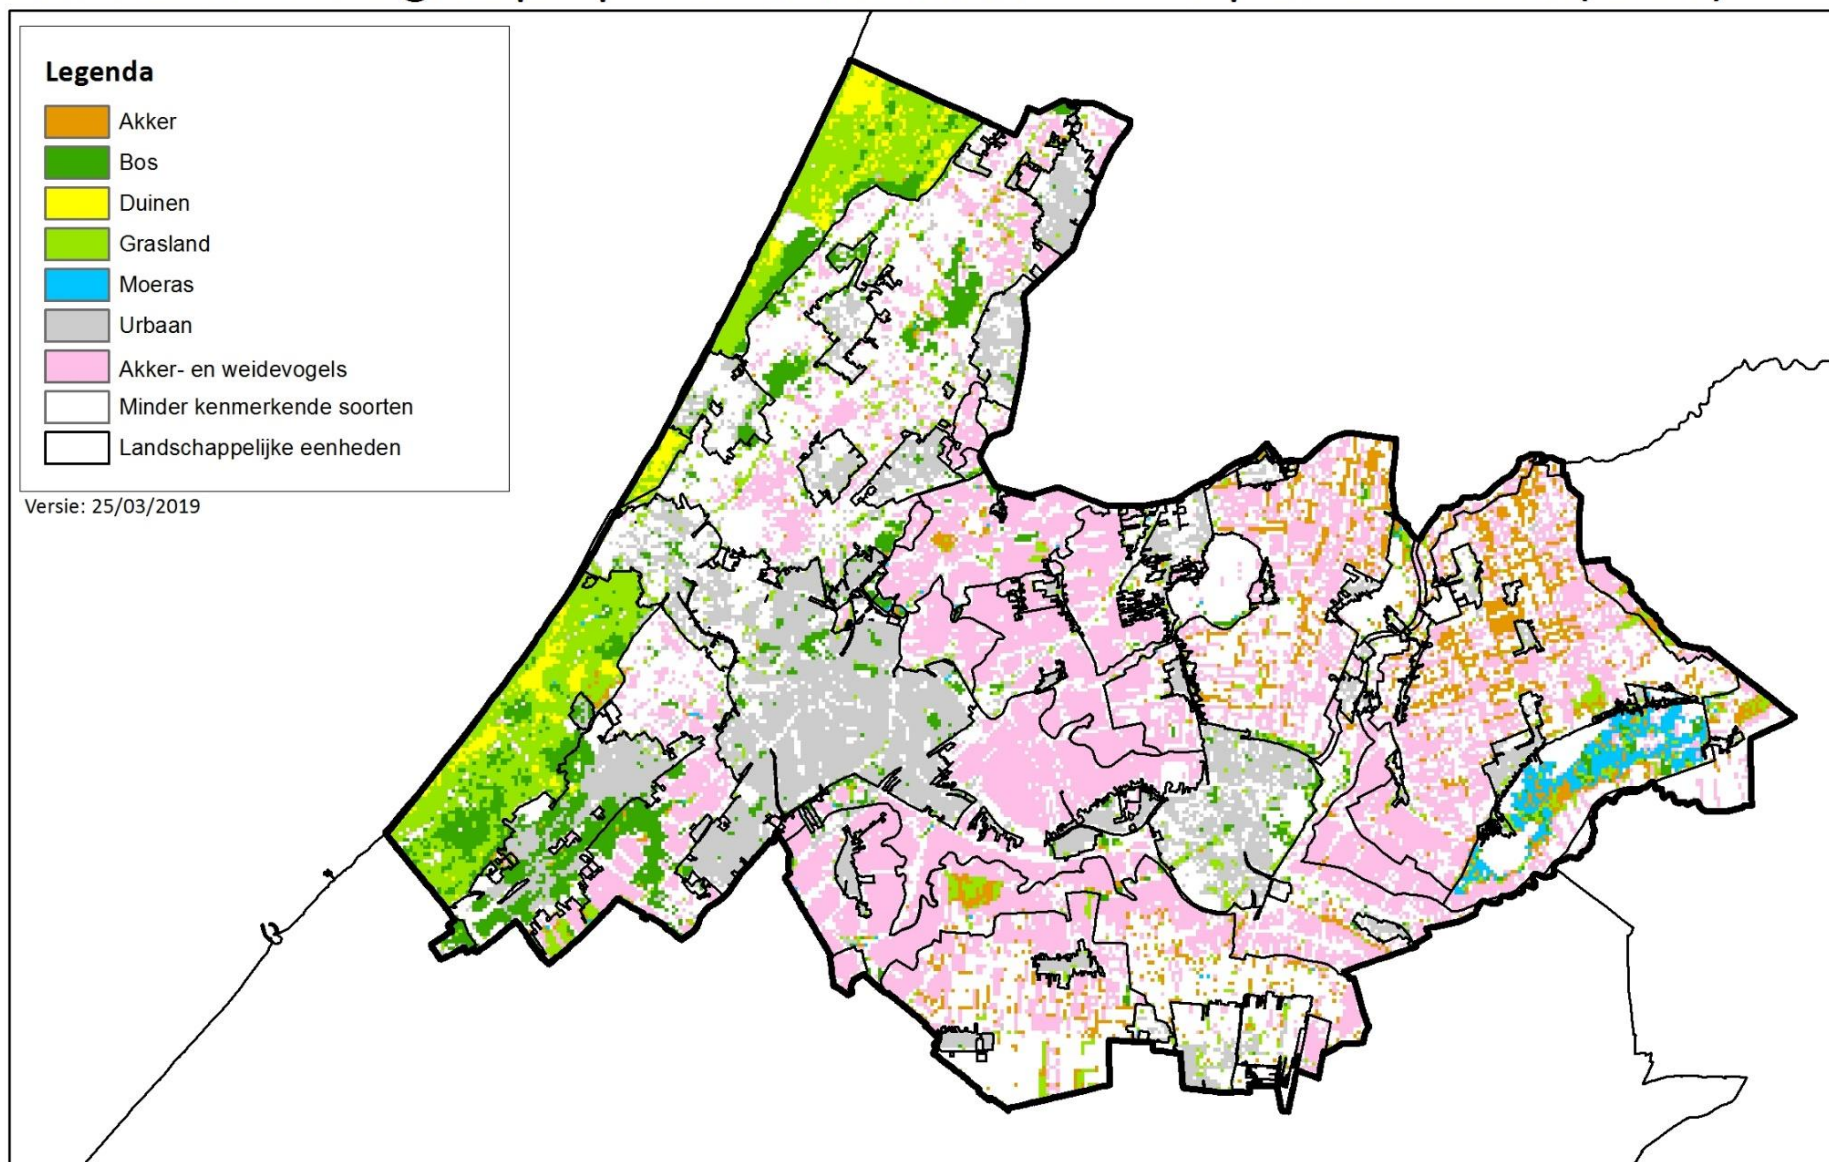 Legenda
Akker
Bos
Duinen
Grasland
Moeras
Urbaan
Akker- en weidevogels
Minder kenmerkende soorten
Landschappelijke eenheden
Versie: 25/03/2019